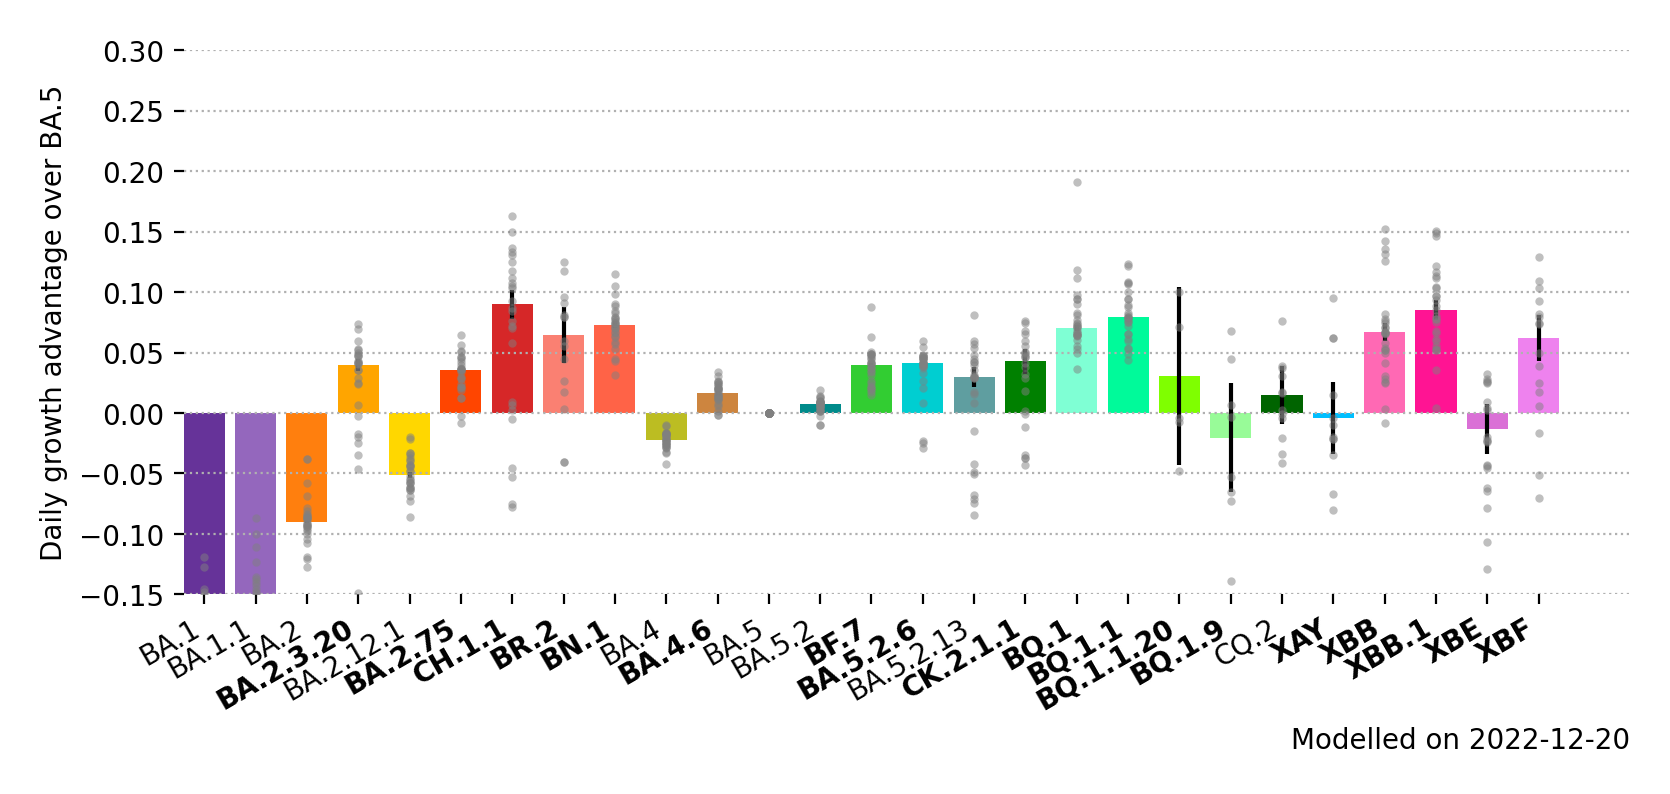 Daily growth advantage over BA.5
0.30
0.25
0.20
0.15
0.10
0.05
0.00
−0.05
−0.10
−0.15
BA.1
BA.1.1
BA.2
BA.2.3.20
BA.2.12.1
BA.2.75
CH.1.1
BR.2
BN.1
BA.4
BA.4.6
BA.5
BA.5.2
BF.7
BA.5.2.6
BA.5.2.13
CK.2.1.1
BQ.1
BQ.1.1
BQ.1.1.20
BQ.1.9
CQ.2
XAY
XBB
XBB.1
XBE
XBF
Modelled on 2022-12-20